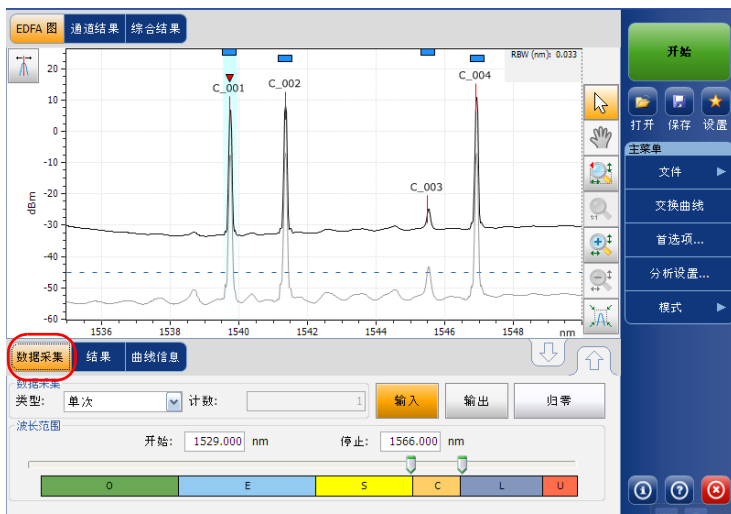 EDFA 图 通道结果 综合结果
RBW (nm): 0.033
20
10
0
-10
-20
-30
-40
-50
-60
dBm
C_001
C_002
C_003
C_004
1536 1538 1540 1542 1544 1546 1548 nm
1:1
数据采集 结果 曲线信息
数据采集
类型: 单次 计数: 1 输入 输出 归零
波长范围
开始: 1529.000 nm 停止: 1566.000 nm
O E S C L U
开始
打开 保存 设置
主菜单
文件
交换曲线
首选项...
分析设置...
模式